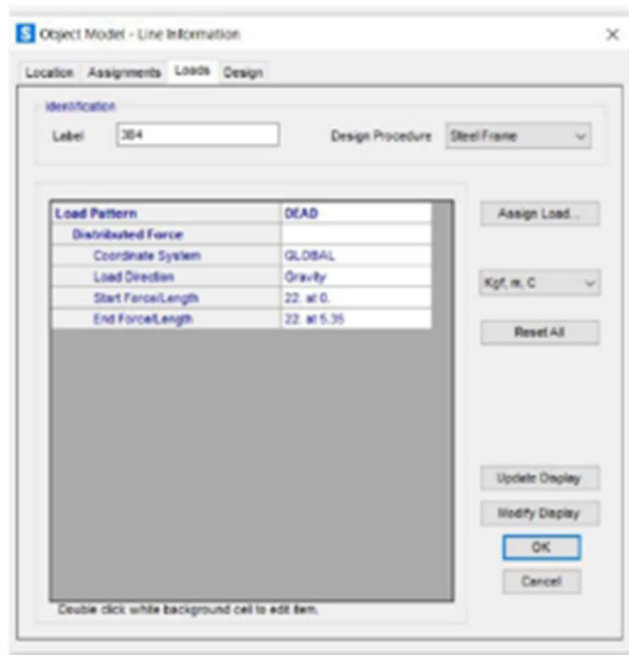 Object Model - Line Information
Location Assignments Loads Design
Identification
Label 384 Design Procedure Steel Frame
Load Pattern DEAD
Distributed Force
Coordinate System GLOBAL
Load Direction Gravity
Start Force/Length 22. at 0.
End Force/Length 22. at 5.35
Assign Load...
Kgf, m, C
Reset All
Update Display
Modify Display
OK
Cancel
Double click white background cell to edit item.